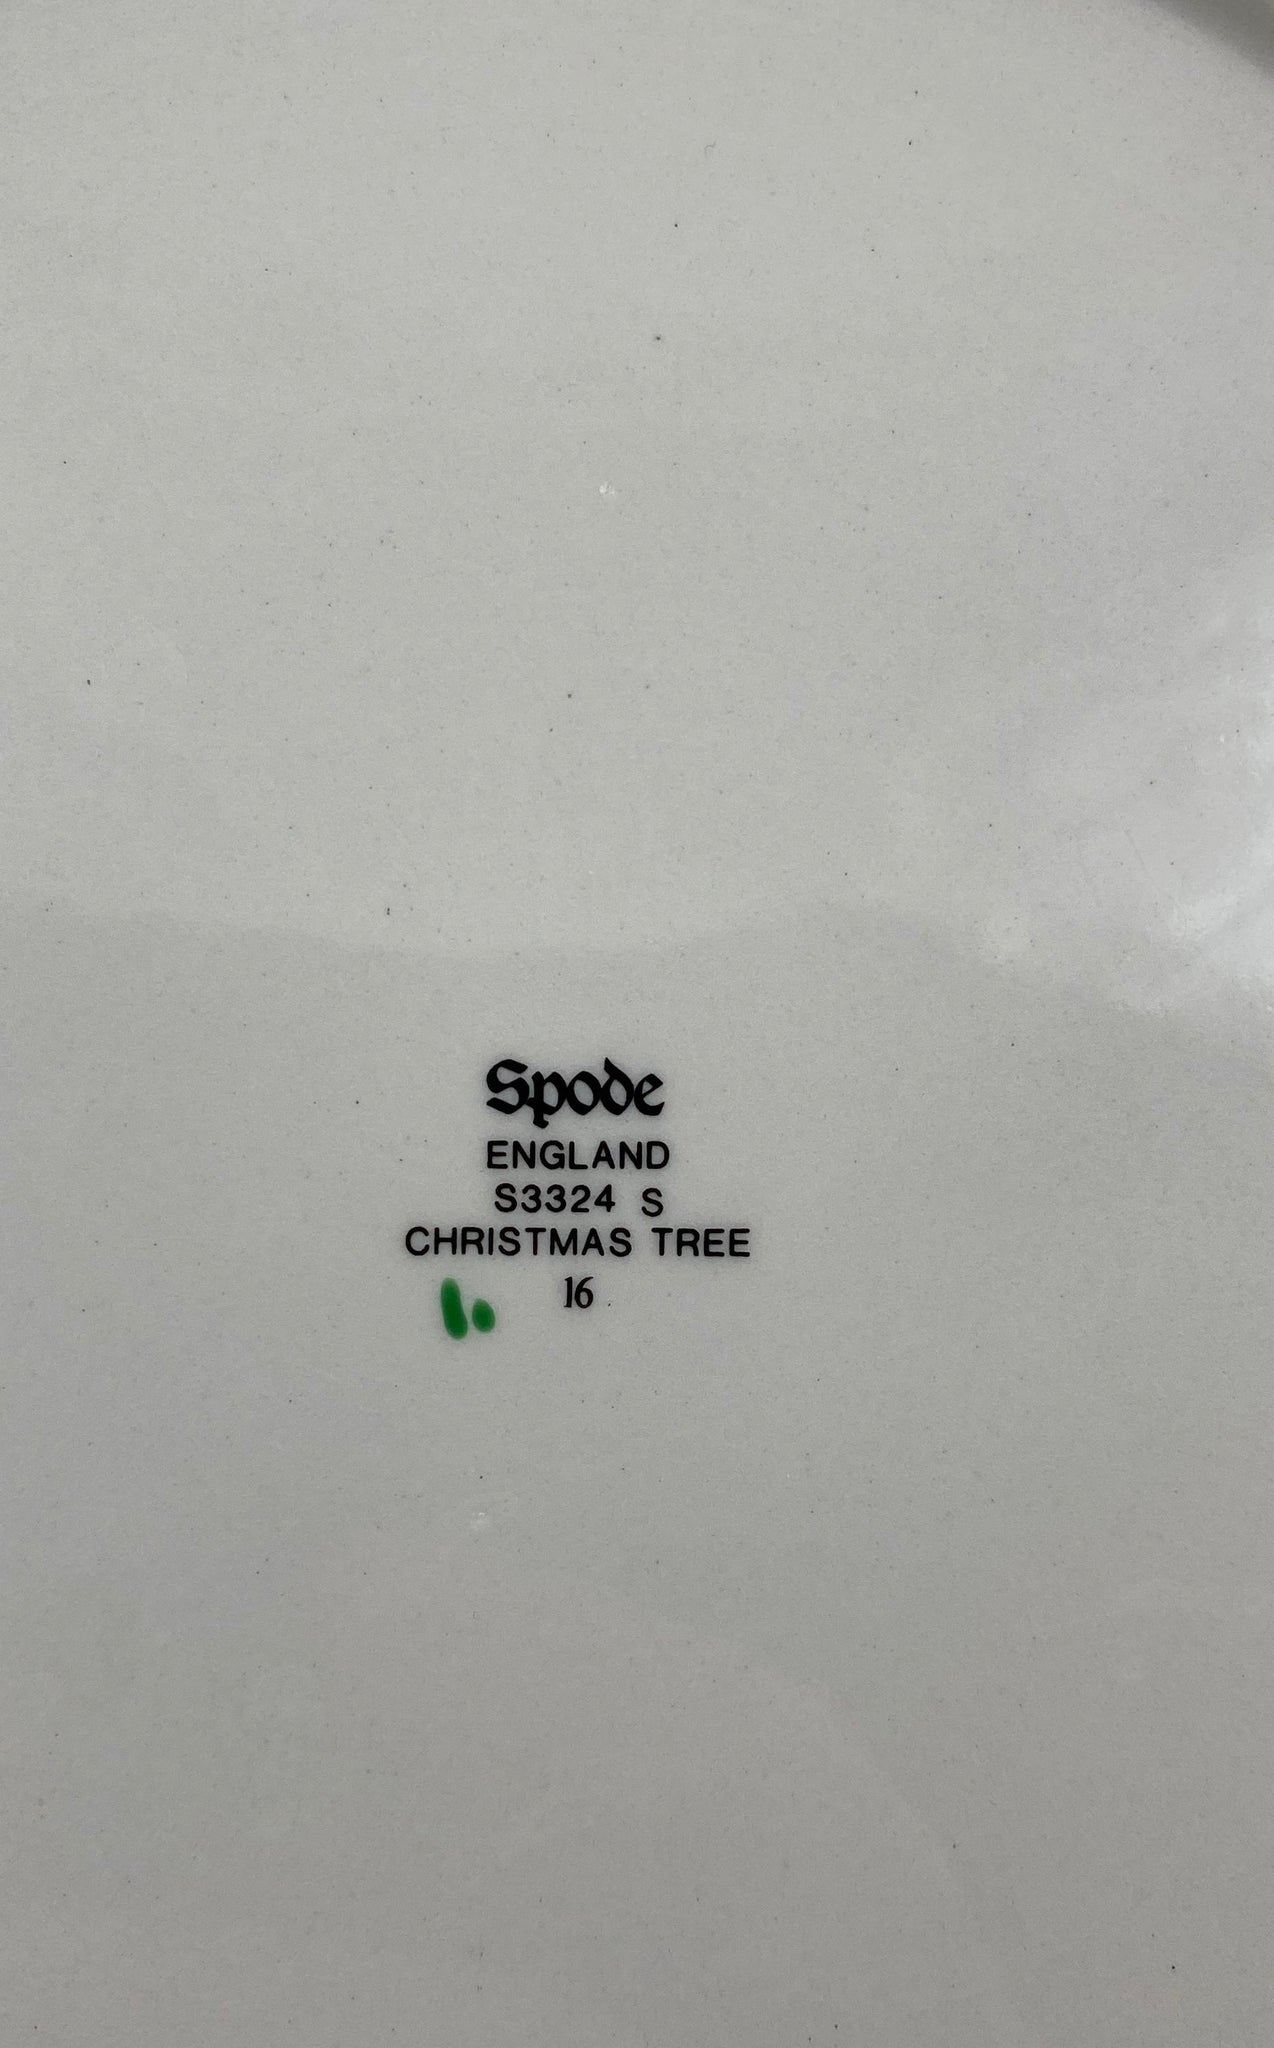 Spode
ENGLAND
S3324 S
CHRISTMAS TREE
16